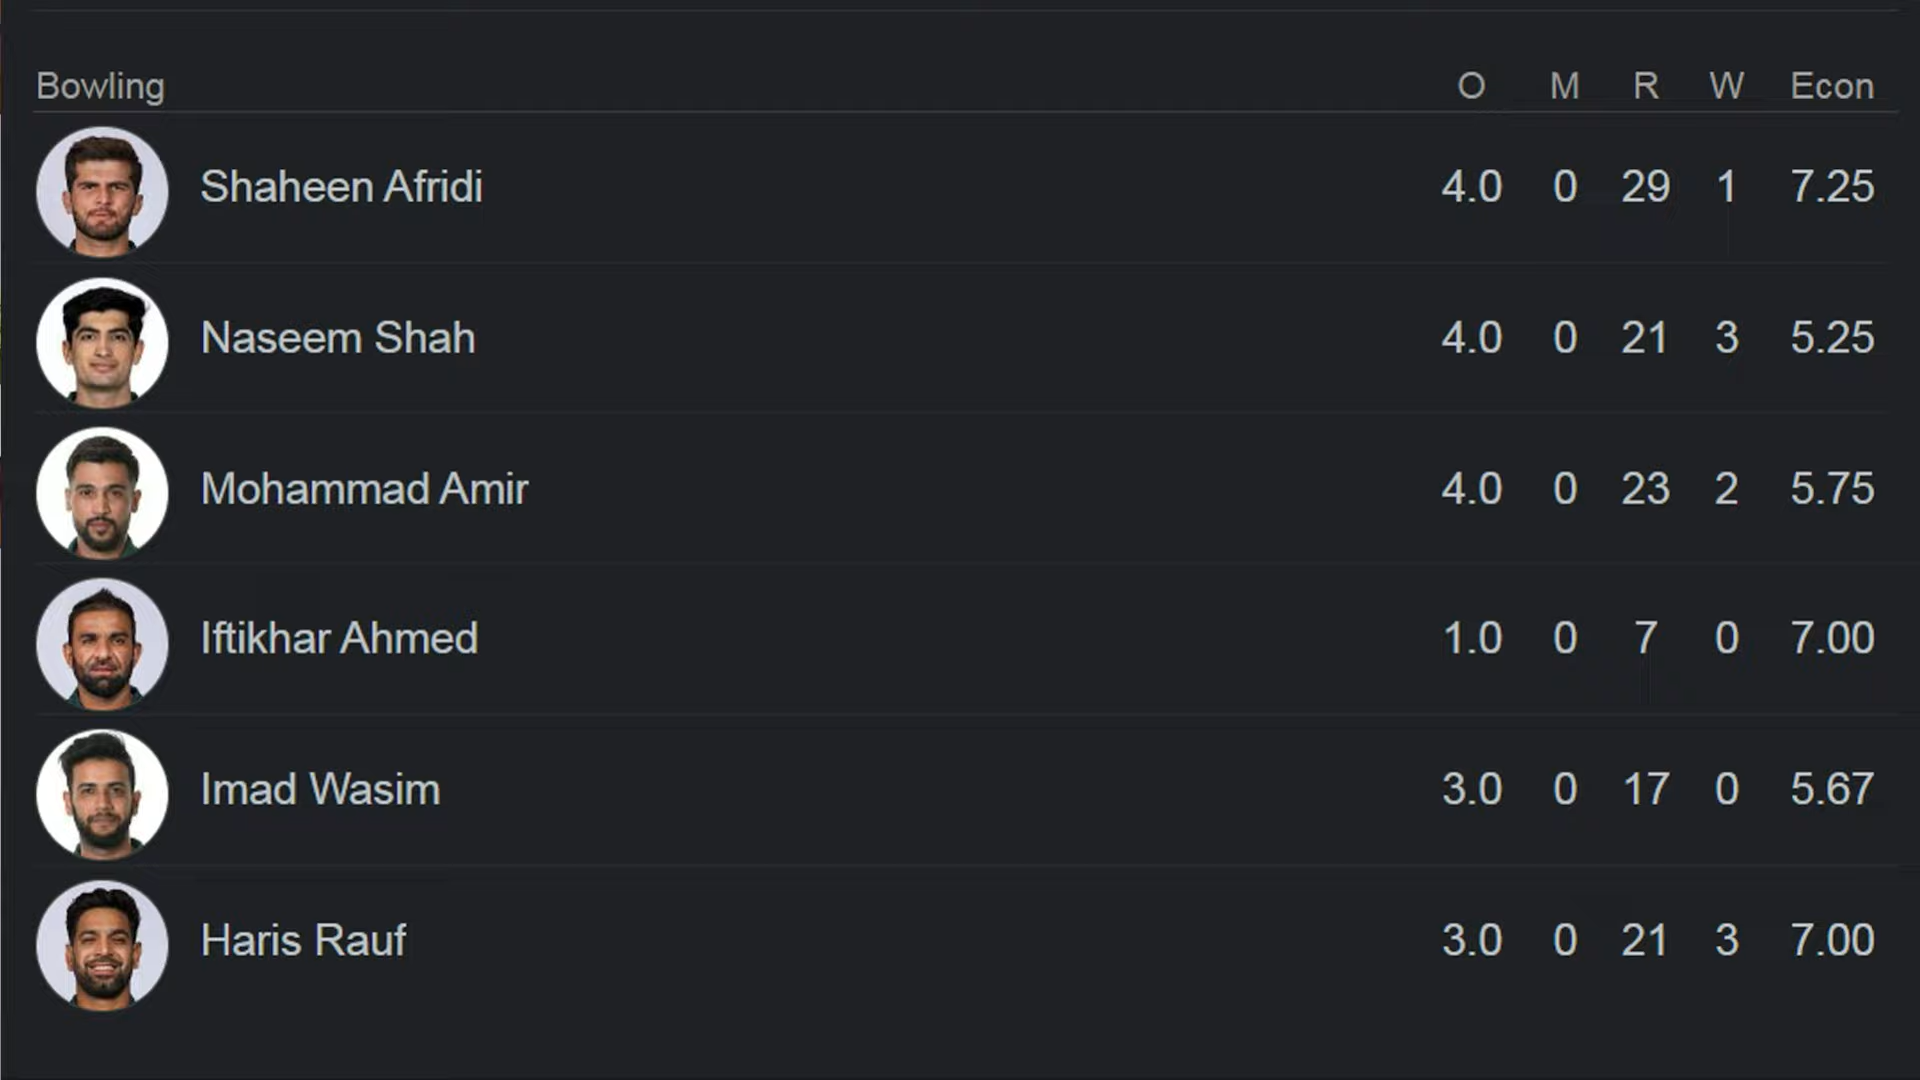 Bowling O M R W Econ
Shaheen Afridi 4.0 0 29 1 7.25
Naseem Shah 4.0 0 21 3 5.25
Mohammad Amir 4.0 0 23 2 5.75
Iftikhar Ahmed 1.0 0 7 0 7.00
Imad Wasim 3.0 0 17 0 5.67
Haris Rauf 3.0 0 21 3 7.00